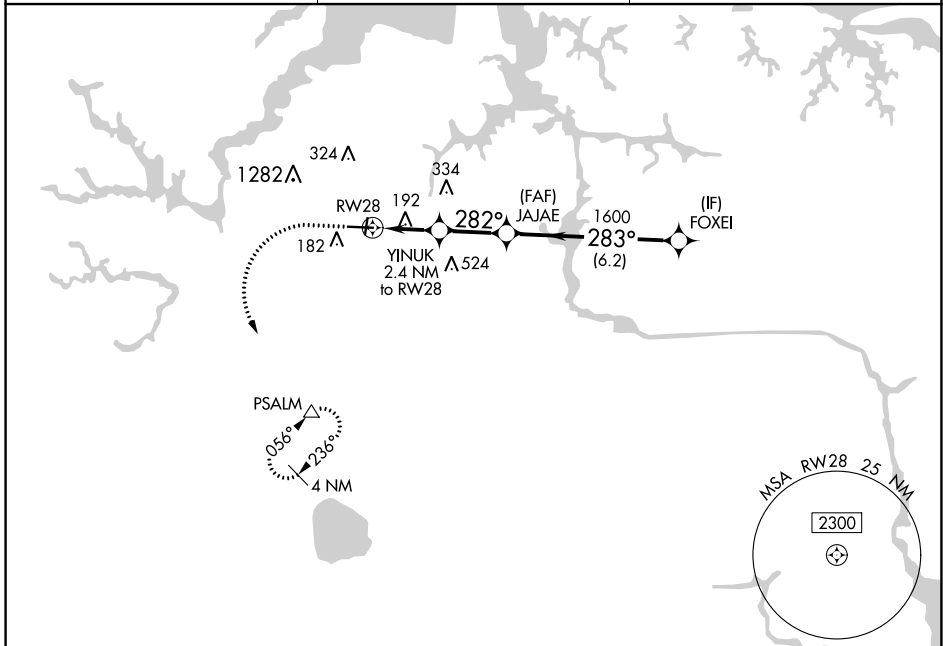 324
1282
334
(FAF)
JAJAE
(IF)
FOXEI
RW28
192
282°
1600
283°
(6.2)
182
YINUK
2.4 NM
to RW28
524
PSALM
056°
236°
4 NM
MSA RW28 25 NM
2300